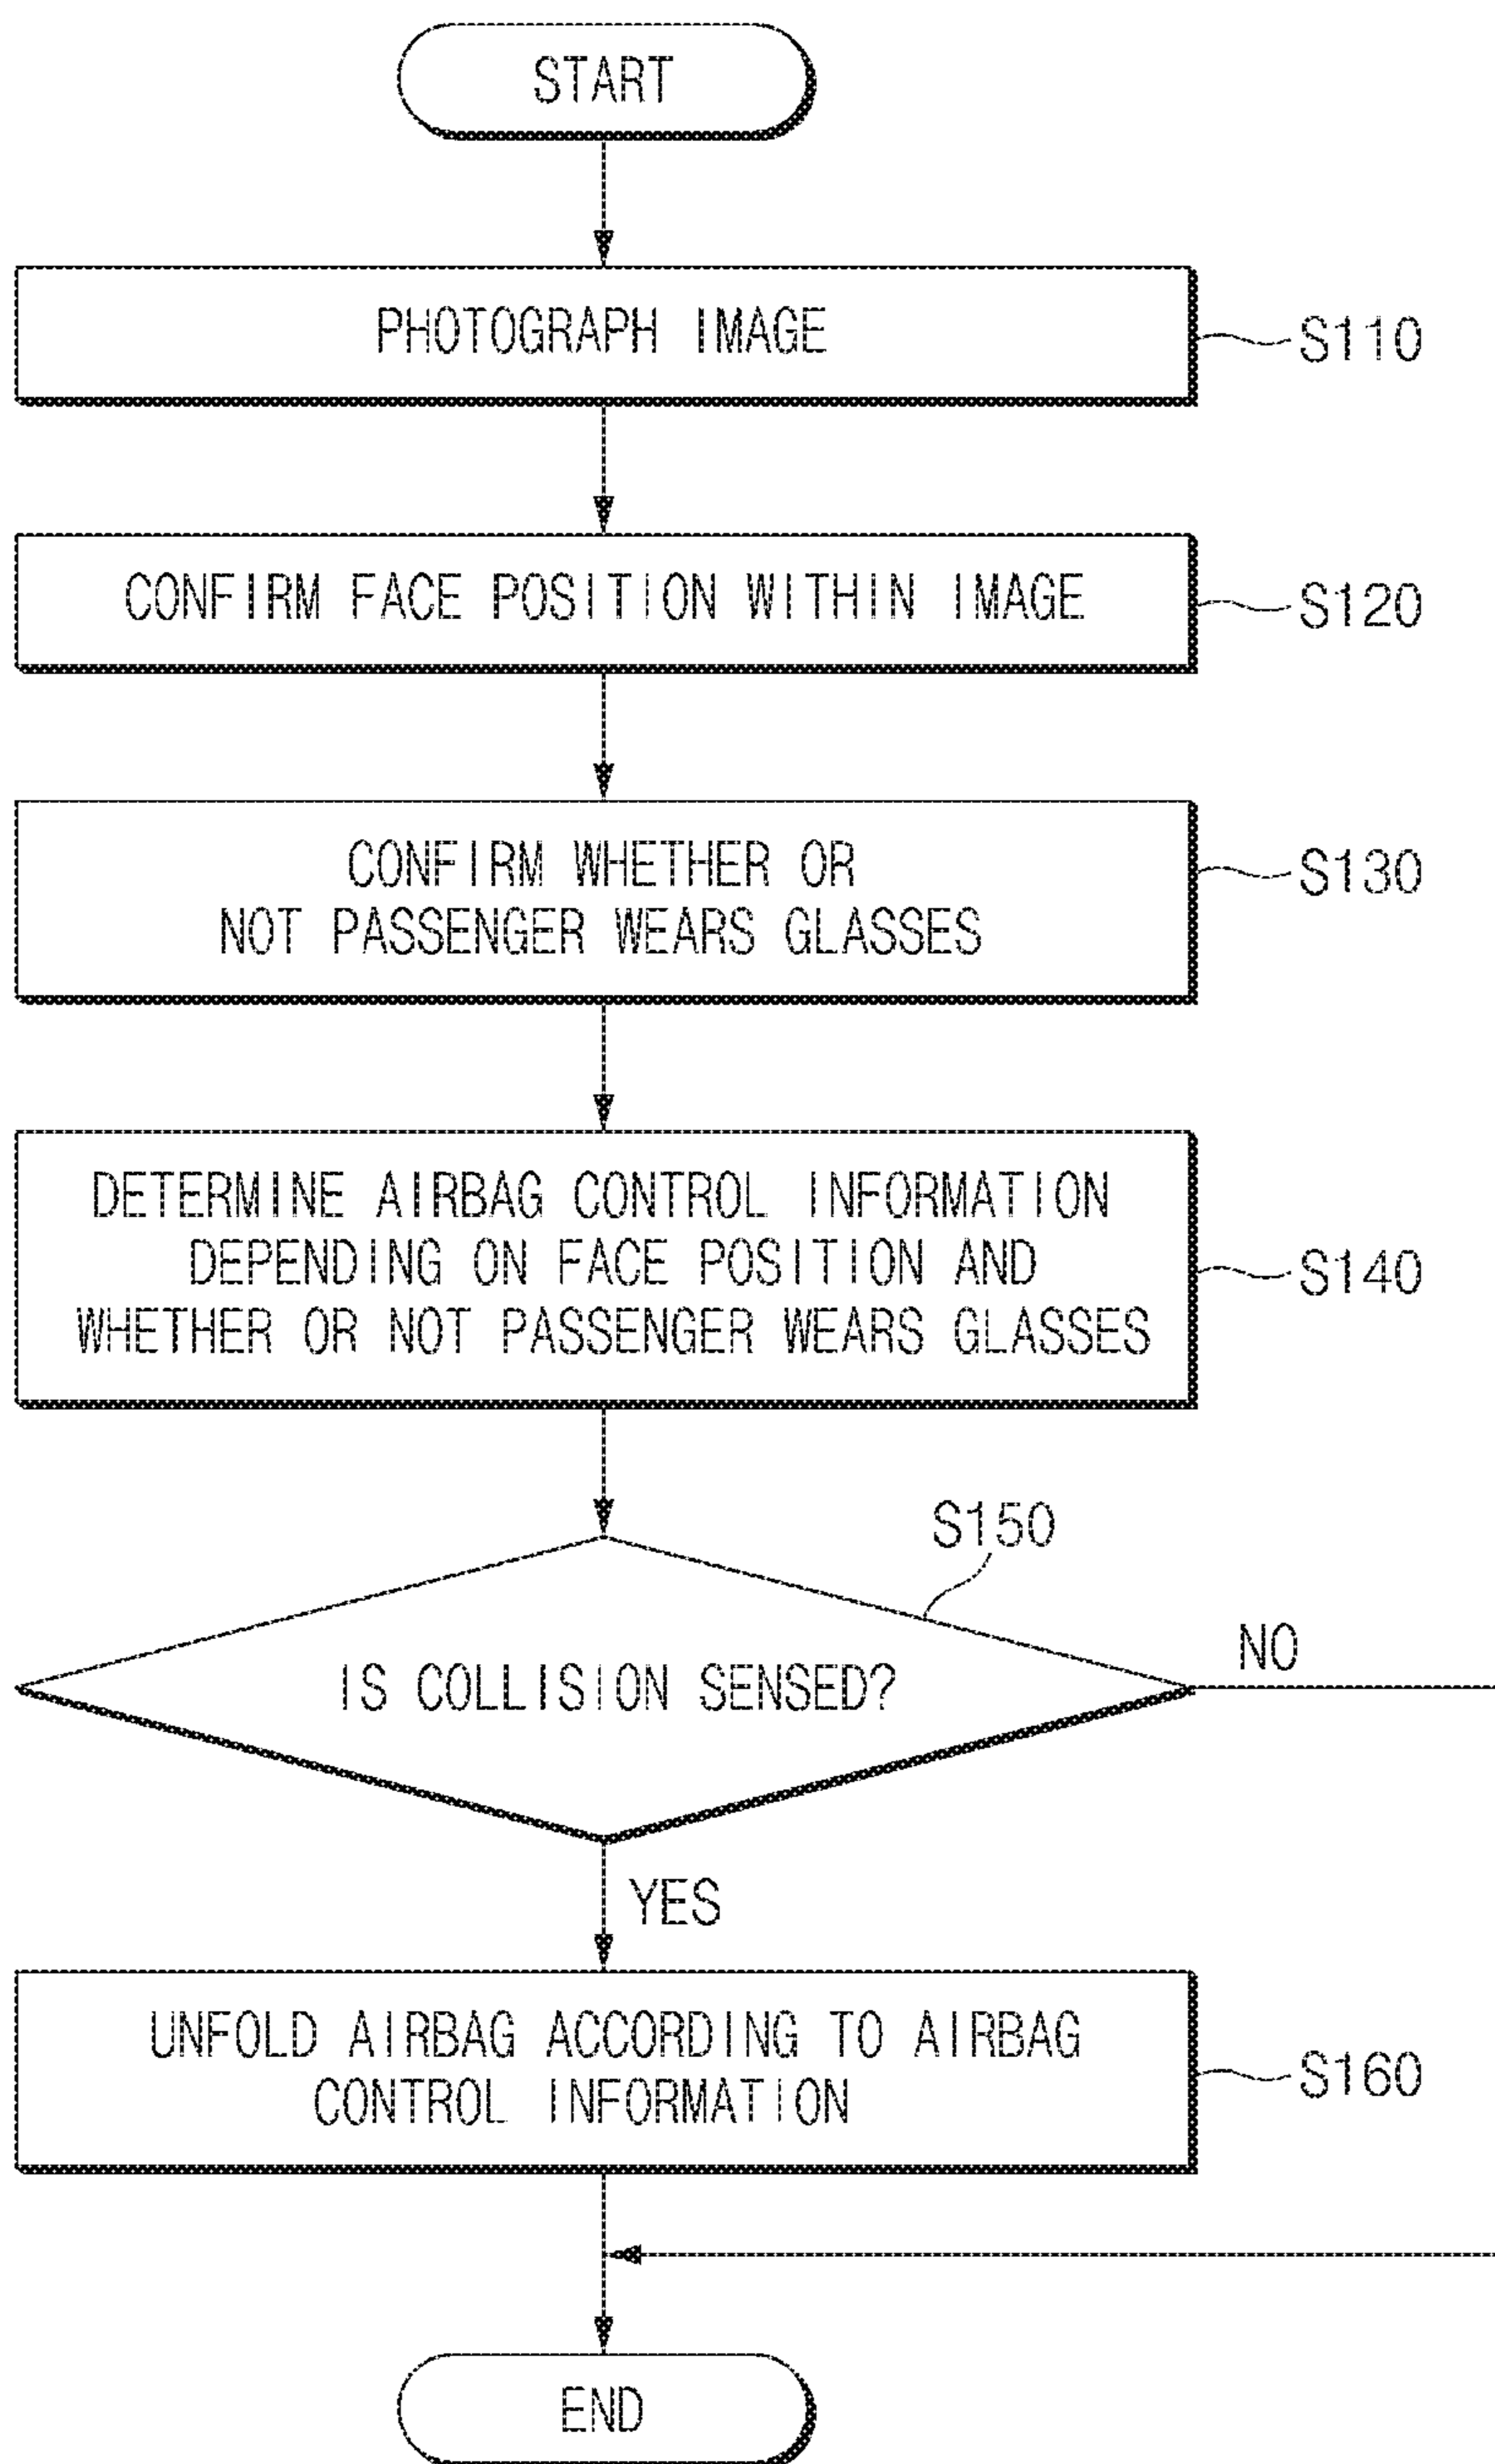 START
PHOTOGRAPH IMAGE
S110
CONFIRM FACE POSITION WITHIN IMAGE
S120
CONFIRM WHETHER OR
NOT PASSENGER WEARS GLASSES
S130
DETERMINE AIRBAG CONTROL INFORMATION
DEPENDING ON FACE POSITION AND
WHETHER OR NOT PASSENGER WEARS GLASSES
S140
S150
IS COLLISION SENSED?
NO
YES
UNFOLD AIRBAG ACCORDING TO AIRBAG
CONTROL INFORMATION
S160
END